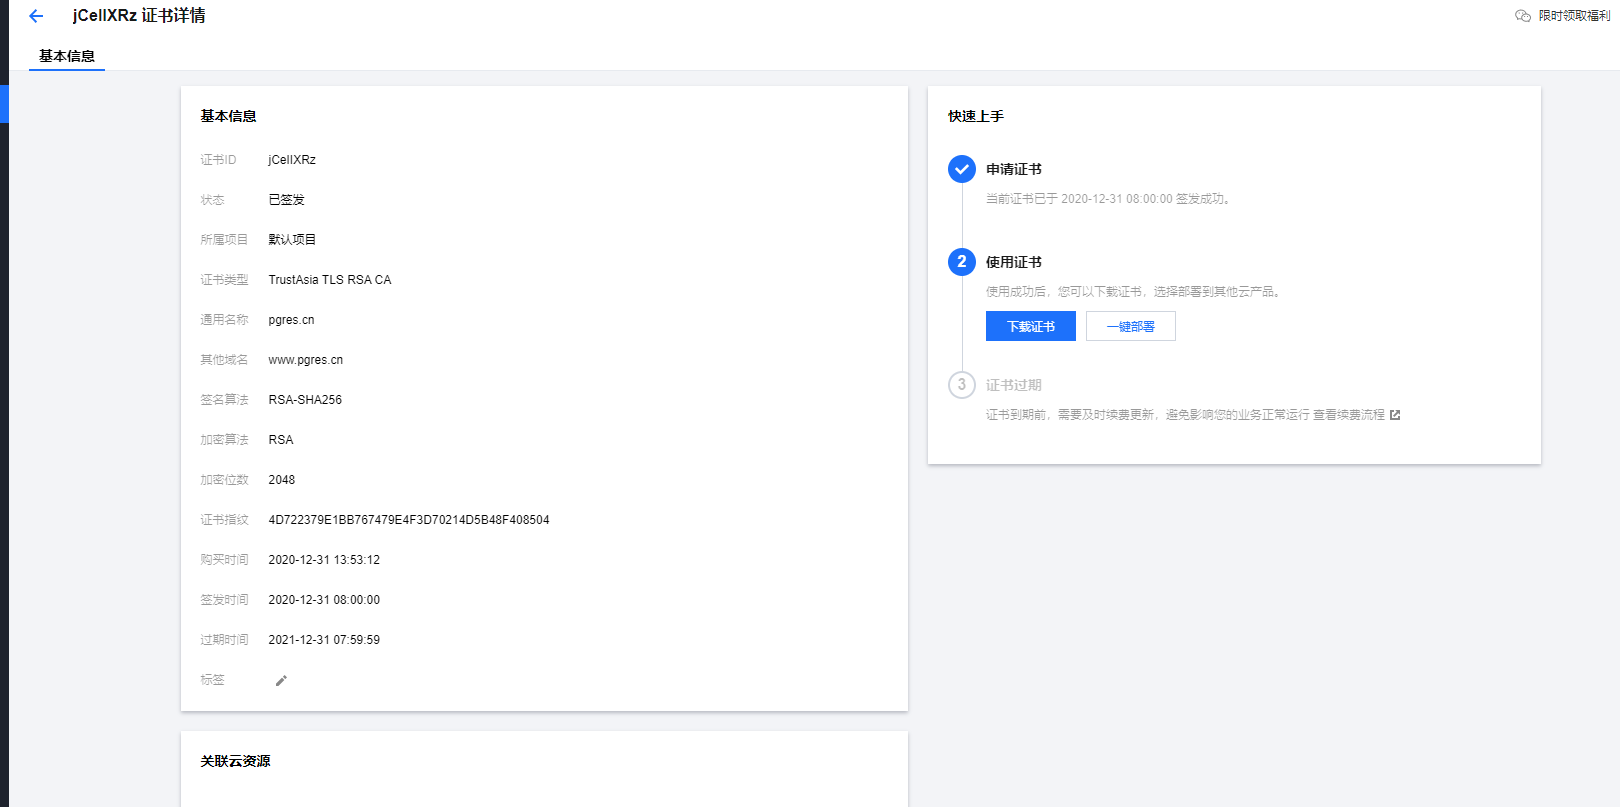 jCellXRz 证书详情
限时领取福利
基本信息
基本信息
证书ID jCellXRz
状态 已签发
所属项目 默认项目
证书类型 TrustAsia TLS RSA CA
通用名称 pgres.cn
其他域名 www.pgres.cn
签名算法 RSA-SHA256
加密算法 RSA
加密位数 2048
证书指纹 4D722379E1BB767479E4F3D70214D5B48F408504
购买时间 2020-12-31 13:53:12
签发时间 2020-12-31 08:00:00
过期时间 2021-12-31 07:59:59
标签
关联云资源
快速上手
申请证书
当前证书已于 2020-12-31 08:00:00 签发成功。
2 使用证书
使用成功后，您可以下载证书，选择部署到其他云产品。
下载证书 一键部署
3 证书过期
证书到期前，需要及时续费更新，避免影响您的业务正常运行 查看续费流程